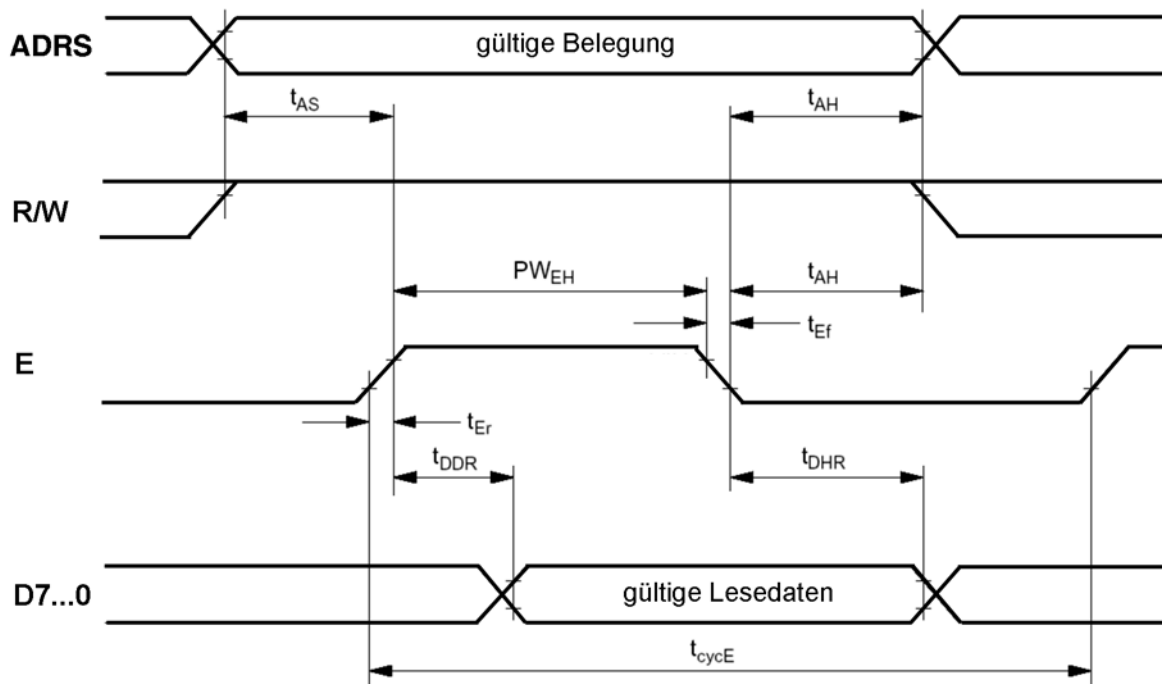 ADRS
gültige Belegung
tAS
tAH
R/W
PWEH
tAH
tEf
E
tEr
tDDR
tDHR
D7...0
gültige Lesedaten
tcycE